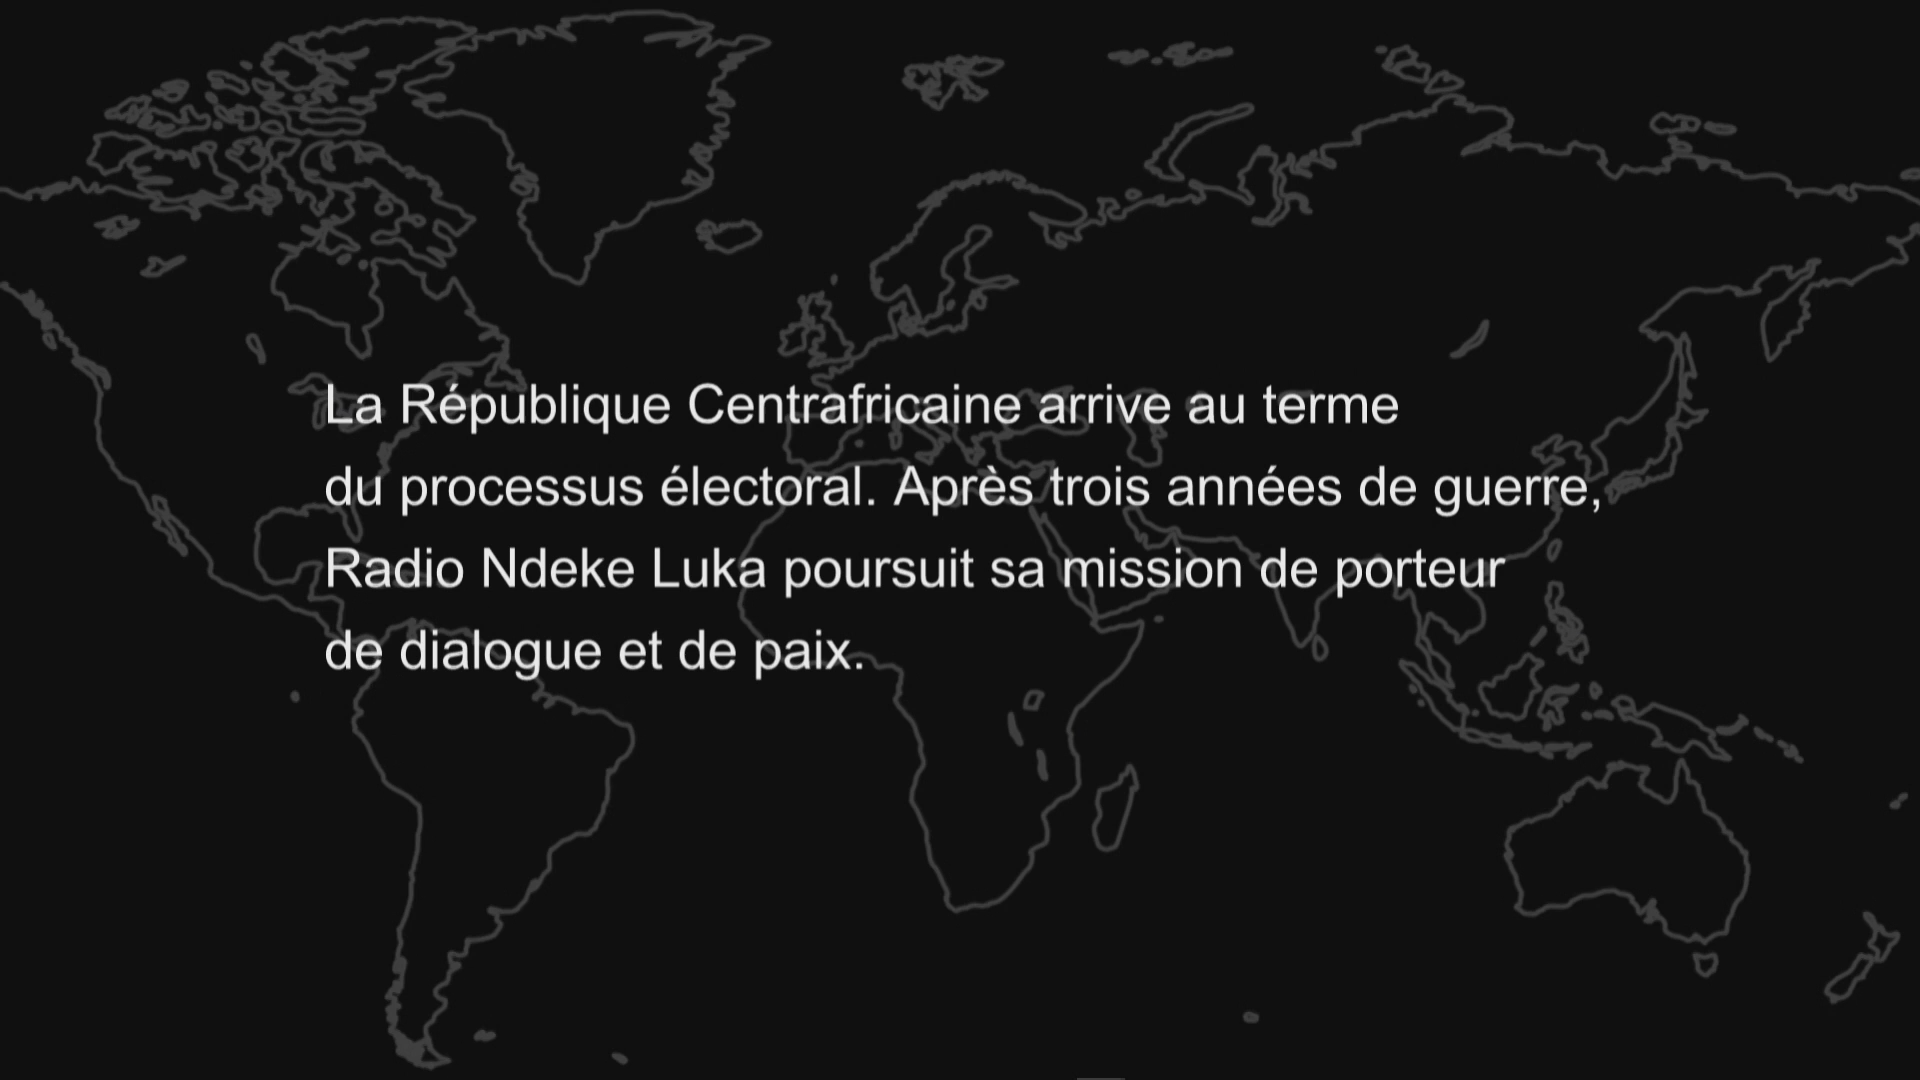 La République Centrafricaine arrive au terme
du processus électoral. Après trois années de guerre,
Radio Ndeke Luka poursuit sa mission de porteur
de dialogue et de paix.